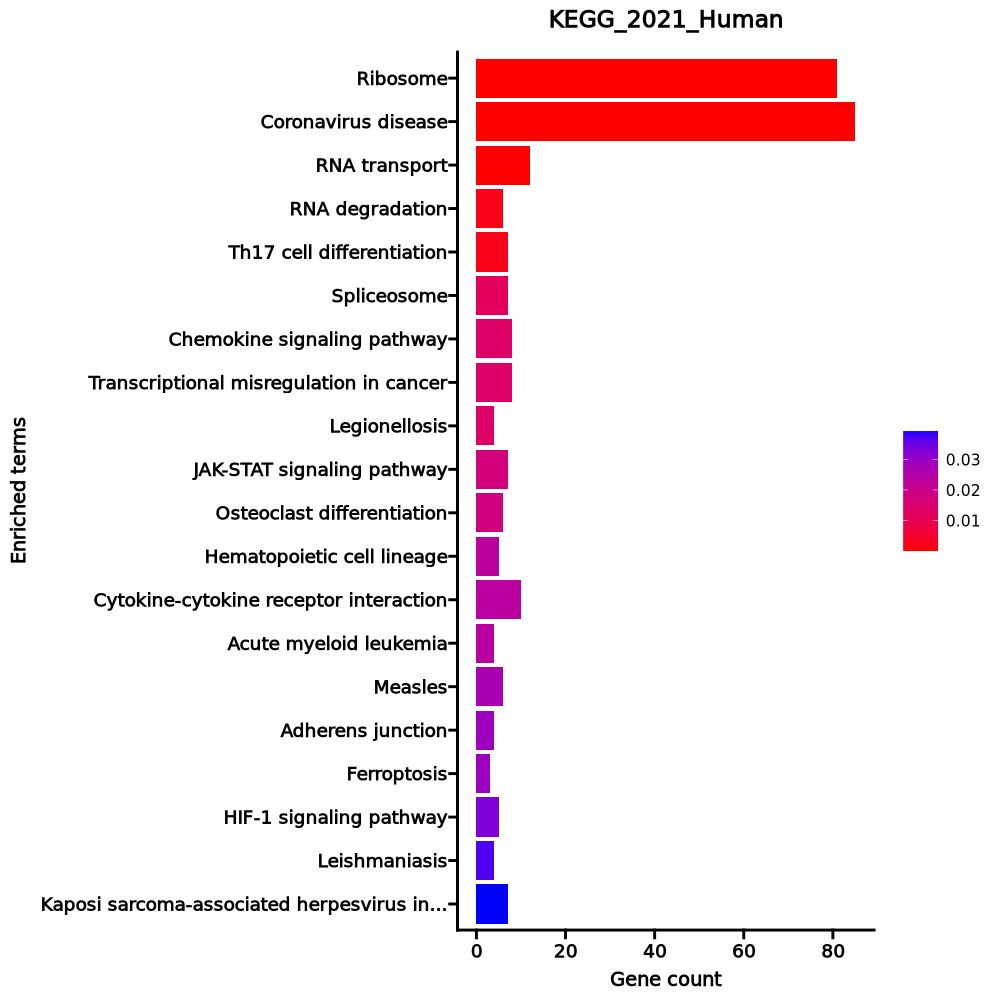 KEGG_2021_Human
Ribosome
Coronavirus disease
RNA transport
RNA degradation
Th17 cell differentiation
Spliceosome
Chemokine signaling pathway
Transcriptional misregulation in cancer
Legionellosis
JAK-STAT signaling pathway
Osteoclast differentiation
Hematopoietic cell lineage
Cytokine-cytokine receptor interaction
Acute myeloid leukemia
Measles
Adherens junction
Ferroptosis
HIF-1 signaling pathway
Leishmaniasis
Kaposi sarcoma-associated herpesvirus in...
Enriched terms
0 20 40 60 80
Gene count
0.03
0.02
0.01